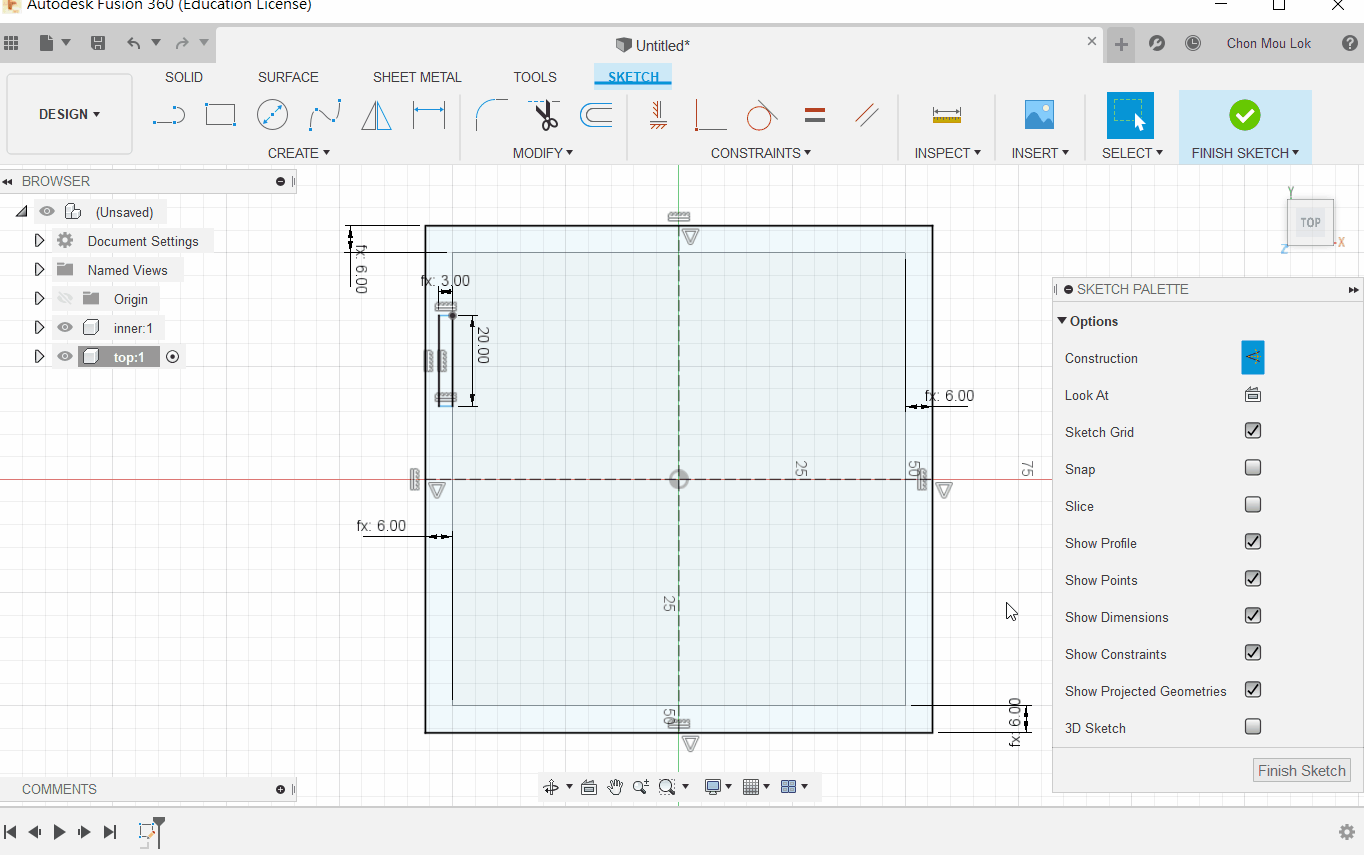 Autodesk Fusion 360 (Education License)
Untitled*
Chon Mou Lok
DESIGN
SOLID
SURFACE
SHEET METAL
TOOLS
SKETCH
CREATE
MODIFY
CONSTRAINTS
INSPECT
INSERT
SELECT
FINISH SKETCH
BROWSER
(Unsaved)
Document Settings
Named Views
Origin
inner:1
top:1
fx: 6.00
fx: 3.00
20.00
fx: 6.00
25
50
75
fx: 6.00
25
50
fx: 6.00
Y
TOP
X
Z
SKETCH PALETTE
Options
Construction
Look At
Sketch Grid
Snap
Slice
Show Profile
Show Points
Show Dimensions
Show Constraints
Show Projected Geometries
3D Sketch
Finish Sketch
COMMENTS